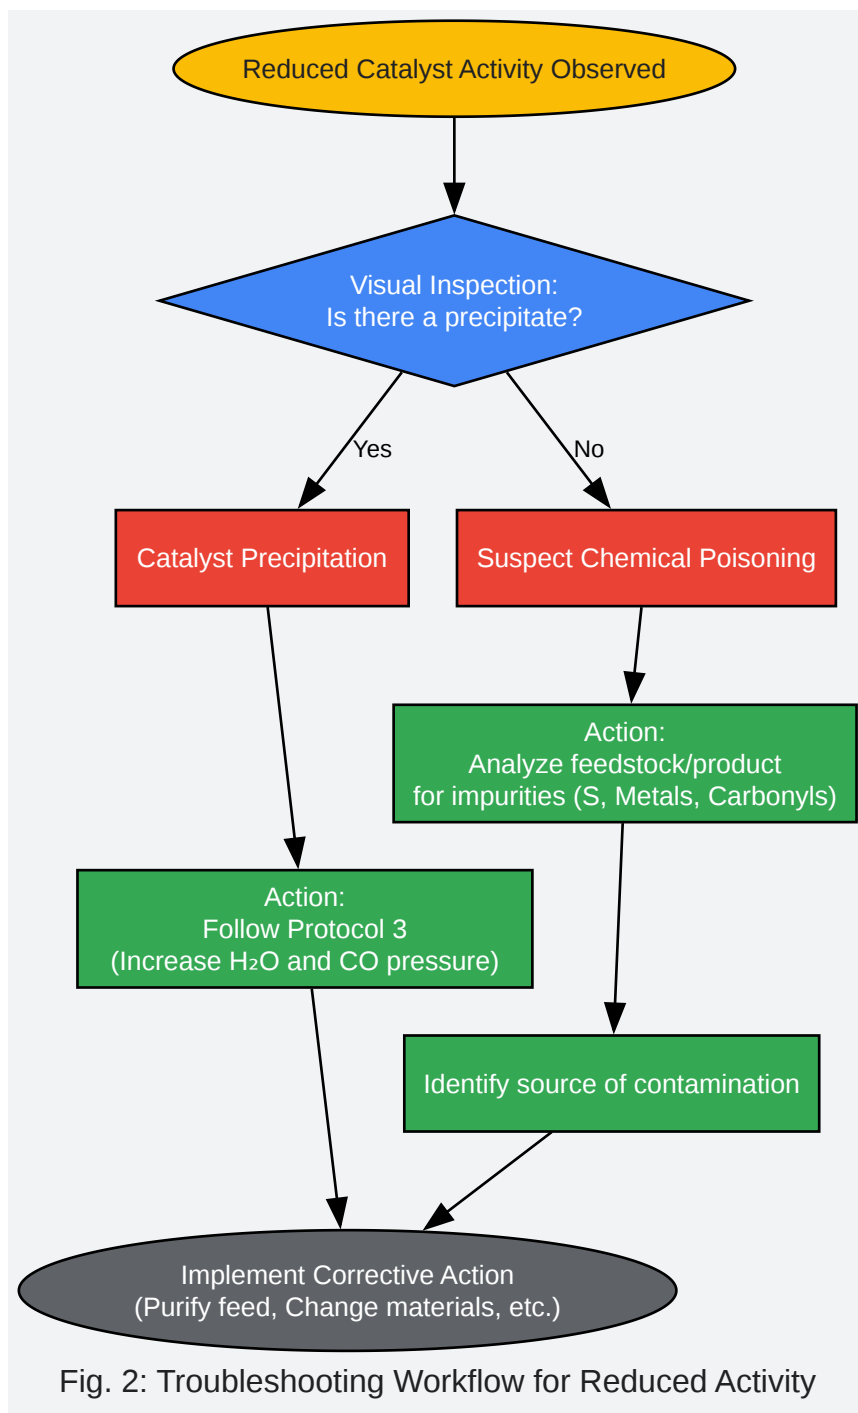 Reduced Catalyst Activity Observed
Visual Inspection:
Is there a precipitate?
Yes
No
Catalyst Precipitation
Suspect Chemical Poisoning
Action:
Analyze feedstock/product
for impurities (S, Metals, Carbonyls)
Action:
Follow Protocol 3
(Increase H₂O and CO pressure)
Identify source of contamination
Implement Corrective Action
(Purify feed, Change materials, etc.)
Fig. 2: Troubleshooting Workflow for Reduced Activity